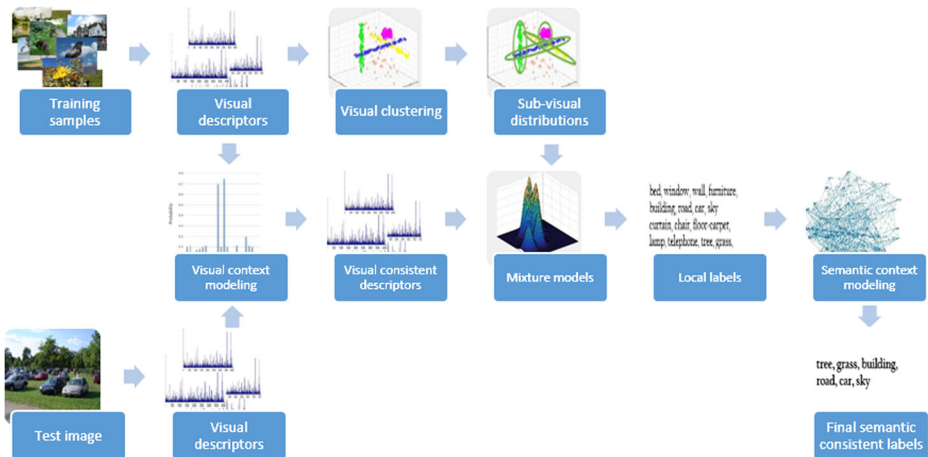 Training
samples
Visual
descriptors
Visual clustering
Sub-visual
distributions
Probability
Visual context
modeling
Visual consistent
descriptors
Mixture models
bed, window, wall, furniture,
building, road, car, sky
curtain, chair, floor-carpet,
lamp, telephone, tree, grass,
Local labels
Semantic context
modeling
Test image
Visual
descriptors
tree, grass, building,
road, car, sky
Final semantic
consistent labels